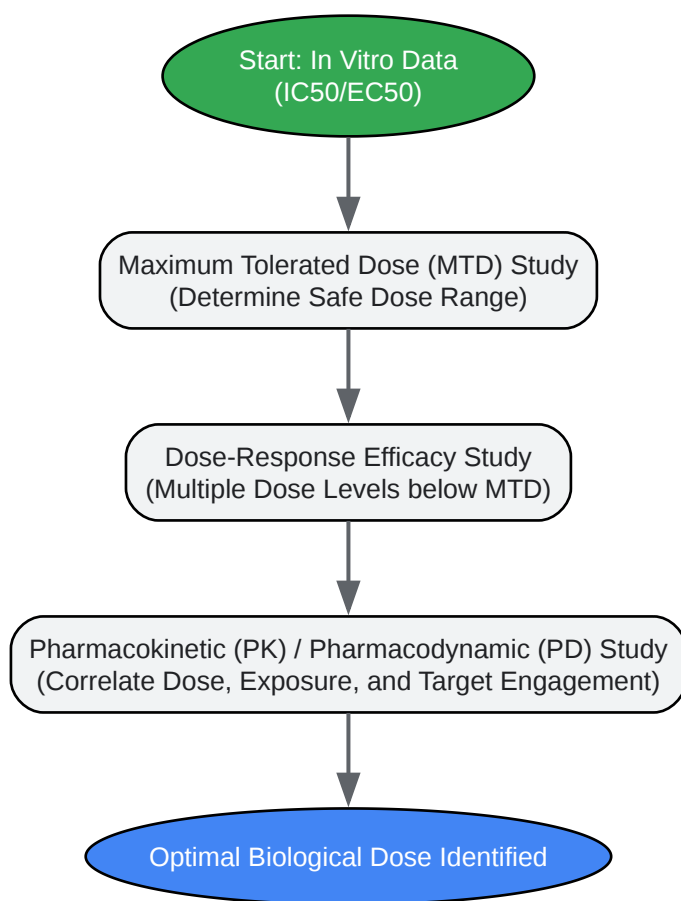 Start: In Vitro Data
(IC50/EC50)
Maximum Tolerated Dose (MTD) Study
(Determine Safe Dose Range)
Dose-Response Efficacy Study
(Multiple Dose Levels below MTD)
Pharmacokinetic (PK) / Pharmacodynamic (PD) Study
(Correlate Dose, Exposure, and Target Engagement)
Optimal Biological Dose Identified